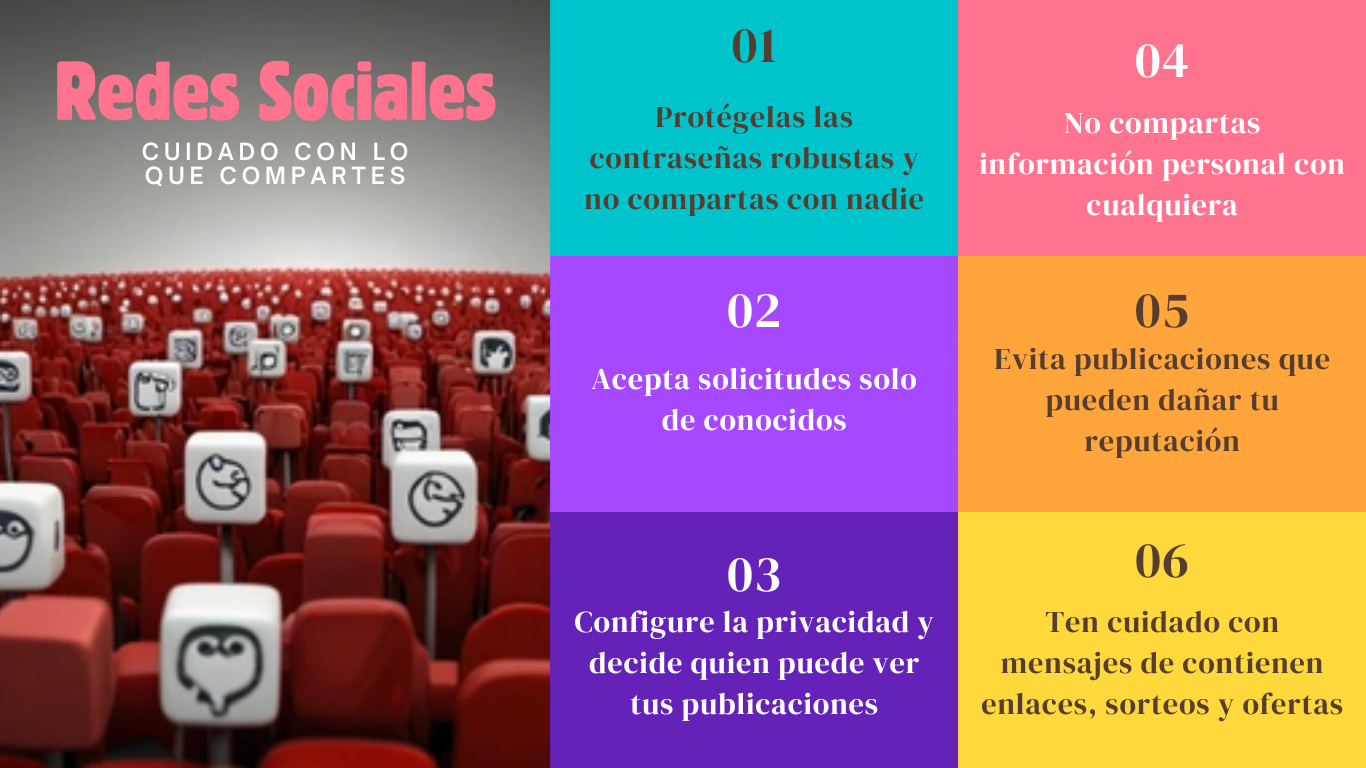 Redes Sociales
CUIDADO CON LO
QUE COMPARTES
01
Protégelas las
contraseñas robustas y
no compartas con nadie
02
Acepta solicitudes solo
de conocidos
03
Configure la privacidad y
decide quien puede ver
tus publicaciones
04
No compartas
información personal con
cualquiera
05
Evita publicaciones que
pueden dañar tu
reputación
06
Ten cuidado con
mensajes de contienen
enlaces, sorteos y ofertas